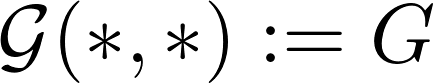 𝒢(∗, ∗) := G